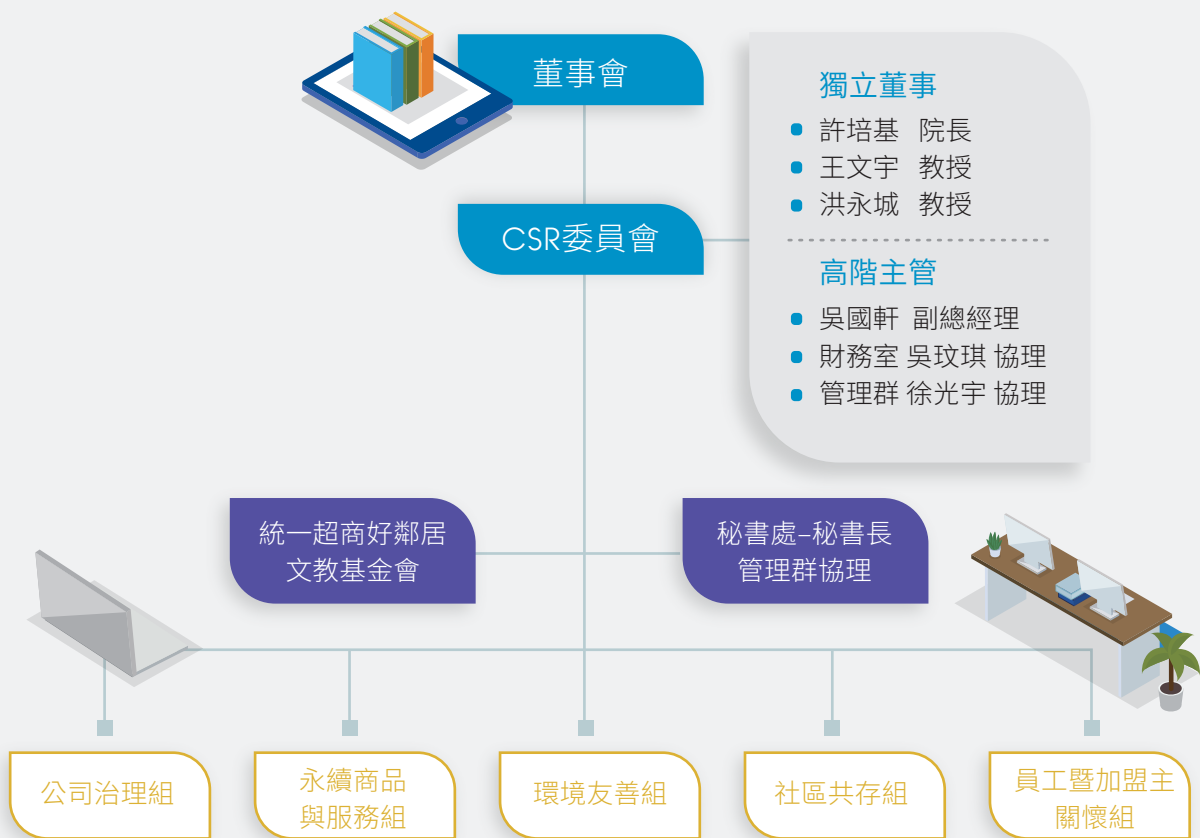 董事會
獨立董事
許培基 院長
王文宇 教授
洪永城 教授
CSR委員會
高階主管
吳國軒 副總經理
財務室 吳玟琪 協理
管理群 徐光宇 協理
統一超商好鄰居
文教基金會
秘書處–秘書長
管理群協理
公司治理組
永續商品
與服務組
環境友善組
社區共存組
員工暨加盟主
關懷組